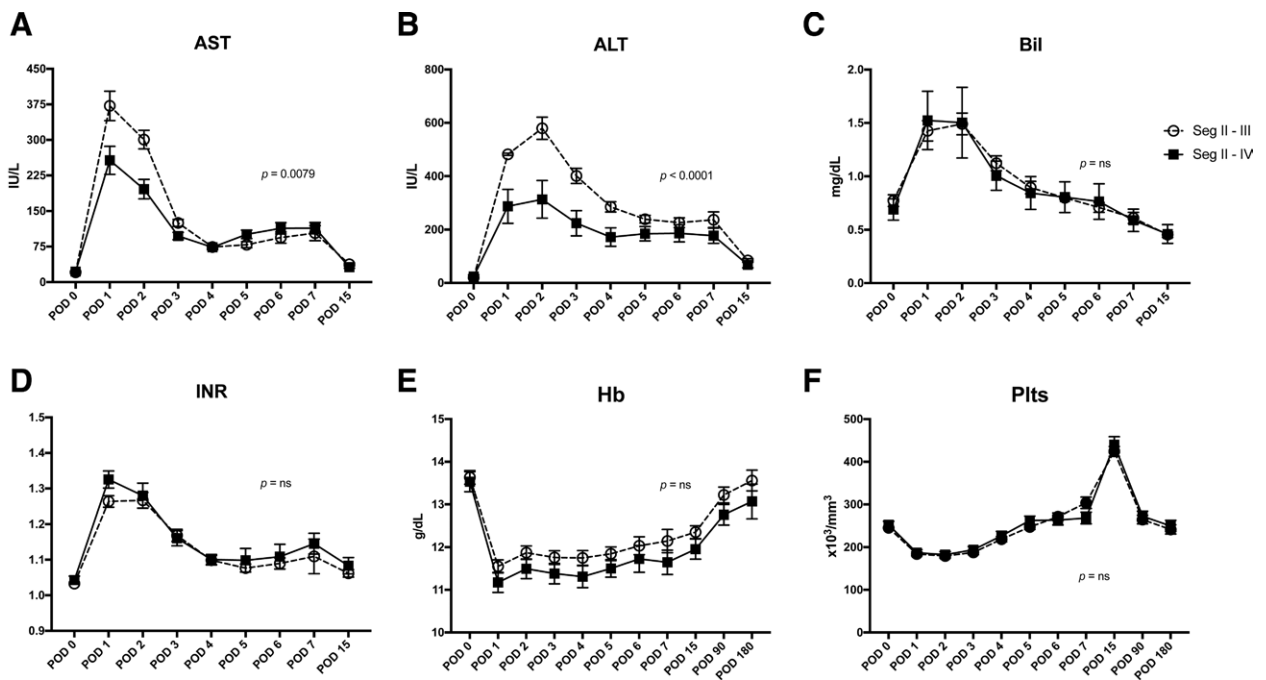 A
AST
IU/L
450
375
300
225
150
75
0
p = 0.0079
POD 0
POD 1
POD 2
POD 3
POD 4
POD 5
POD 6
POD 7
POD 15
B
ALT
IU/L
800
600
400
200
0
p < 0.0001
POD 0
POD 1
POD 2
POD 3
POD 4
POD 5
POD 6
POD 7
POD 15
C
Bil
mg/dL
2.0
1.5
1.0
0.5
0.0
p = ns
POD 0
POD 1
POD 2
POD 3
POD 4
POD 5
POD 6
POD 7
POD 15
Seg II - III
Seg II - IV
D
INR
1.5
1.4
1.3
1.2
1.1
1.0
0.9
p = ns
POD 0
POD 1
POD 2
POD 3
POD 4
POD 5
POD 6
POD 7
POD 15
E
Hb
g/dL
15
14
13
12
11
10
p = ns
POD 0
POD 1
POD 2
POD 3
POD 4
POD 5
POD 6
POD 7
POD 15
POD 90
POD 180
F
Plts
x10³/mm³
500
400
300
200
100
0
p = ns
POD 0
POD 1
POD 2
POD 3
POD 4
POD 5
POD 6
POD 7
POD 15
POD 90
POD 180